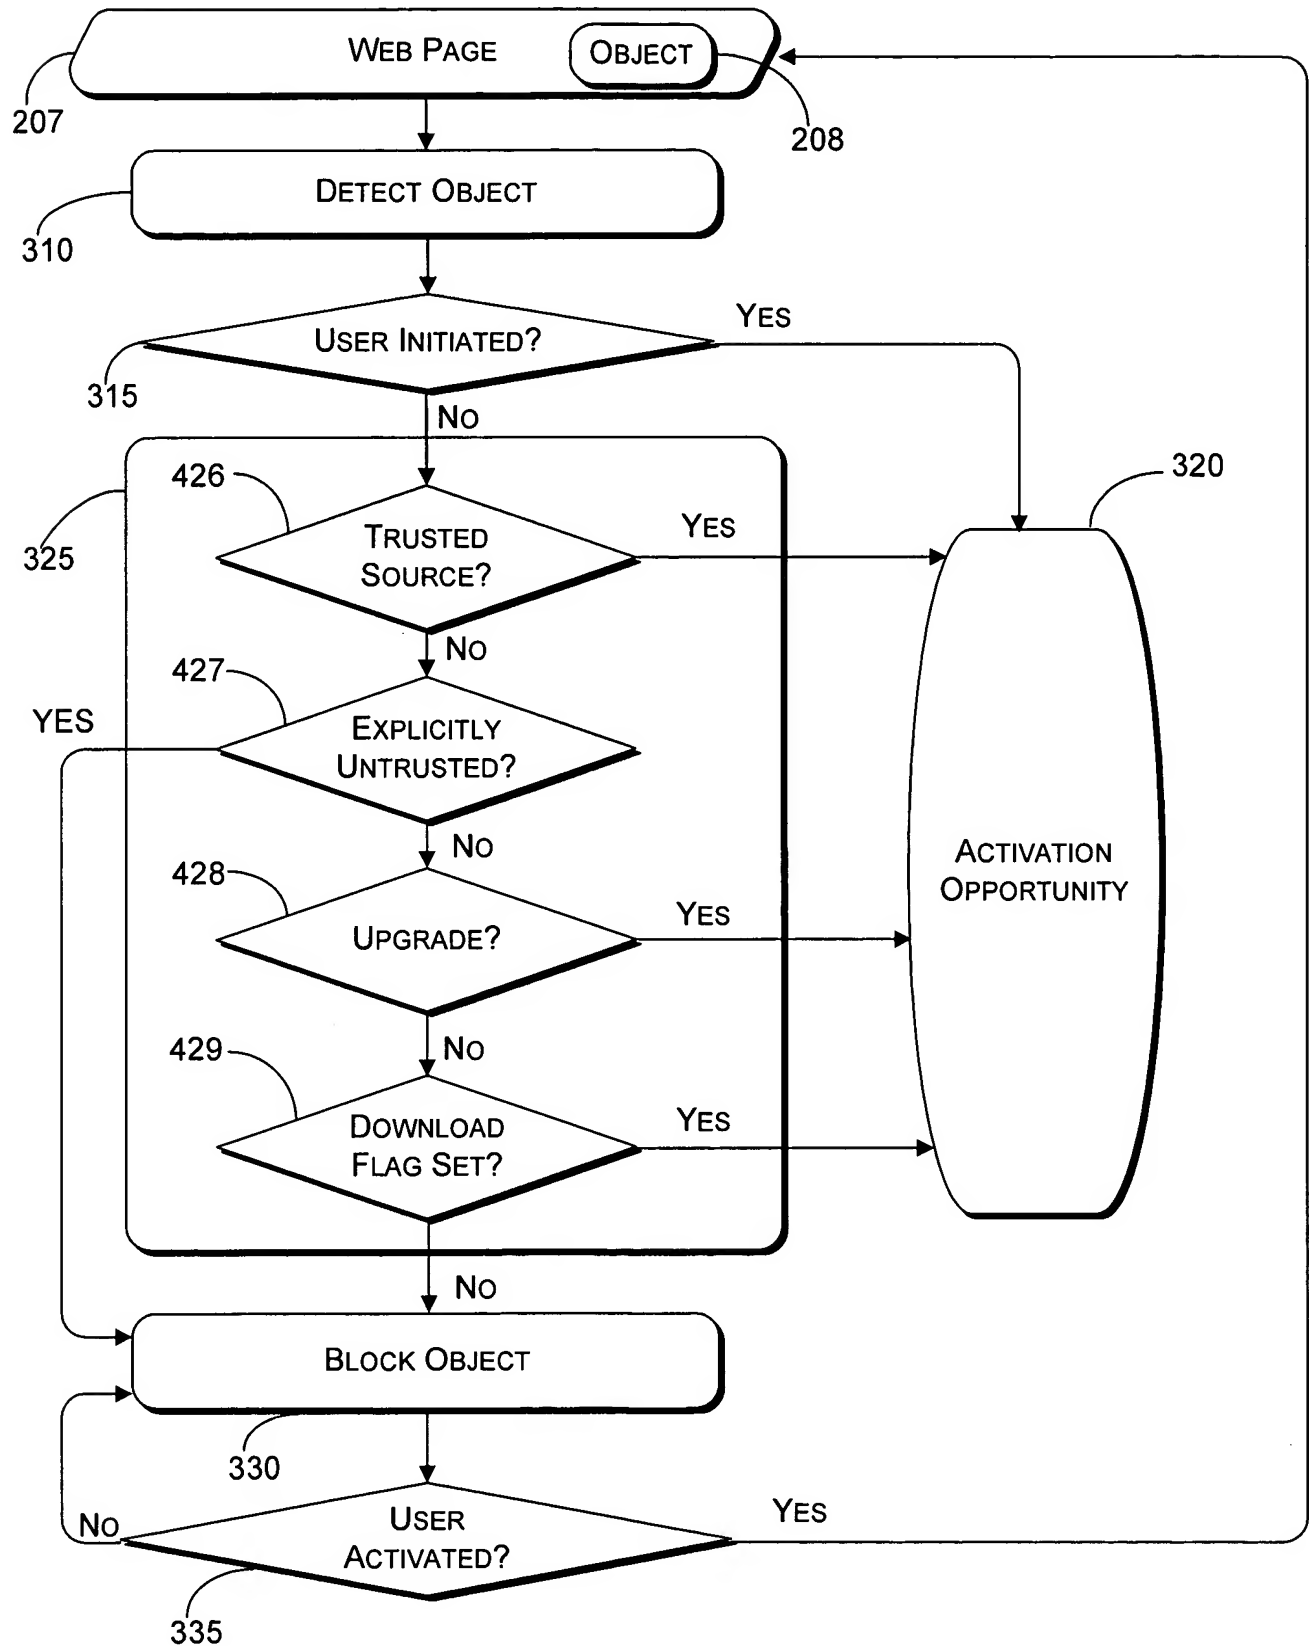 WEB PAGE
OBJECT
207
208
DETECT OBJECT
310
YES
USER INITIATED?
315
NO
426
320
YES
TRUSTED
SOURCE?
325
NO
427
YES
EXPLICITLY
UNTRUSTED?
NO
ACTIVATION
OPPORTUNITY
428
YES
UPGRADE?
NO
429
YES
DOWNLOAD
FLAG SET?
NO
BLOCK OBJECT
330
YES
NO
USER
ACTIVATED?
335